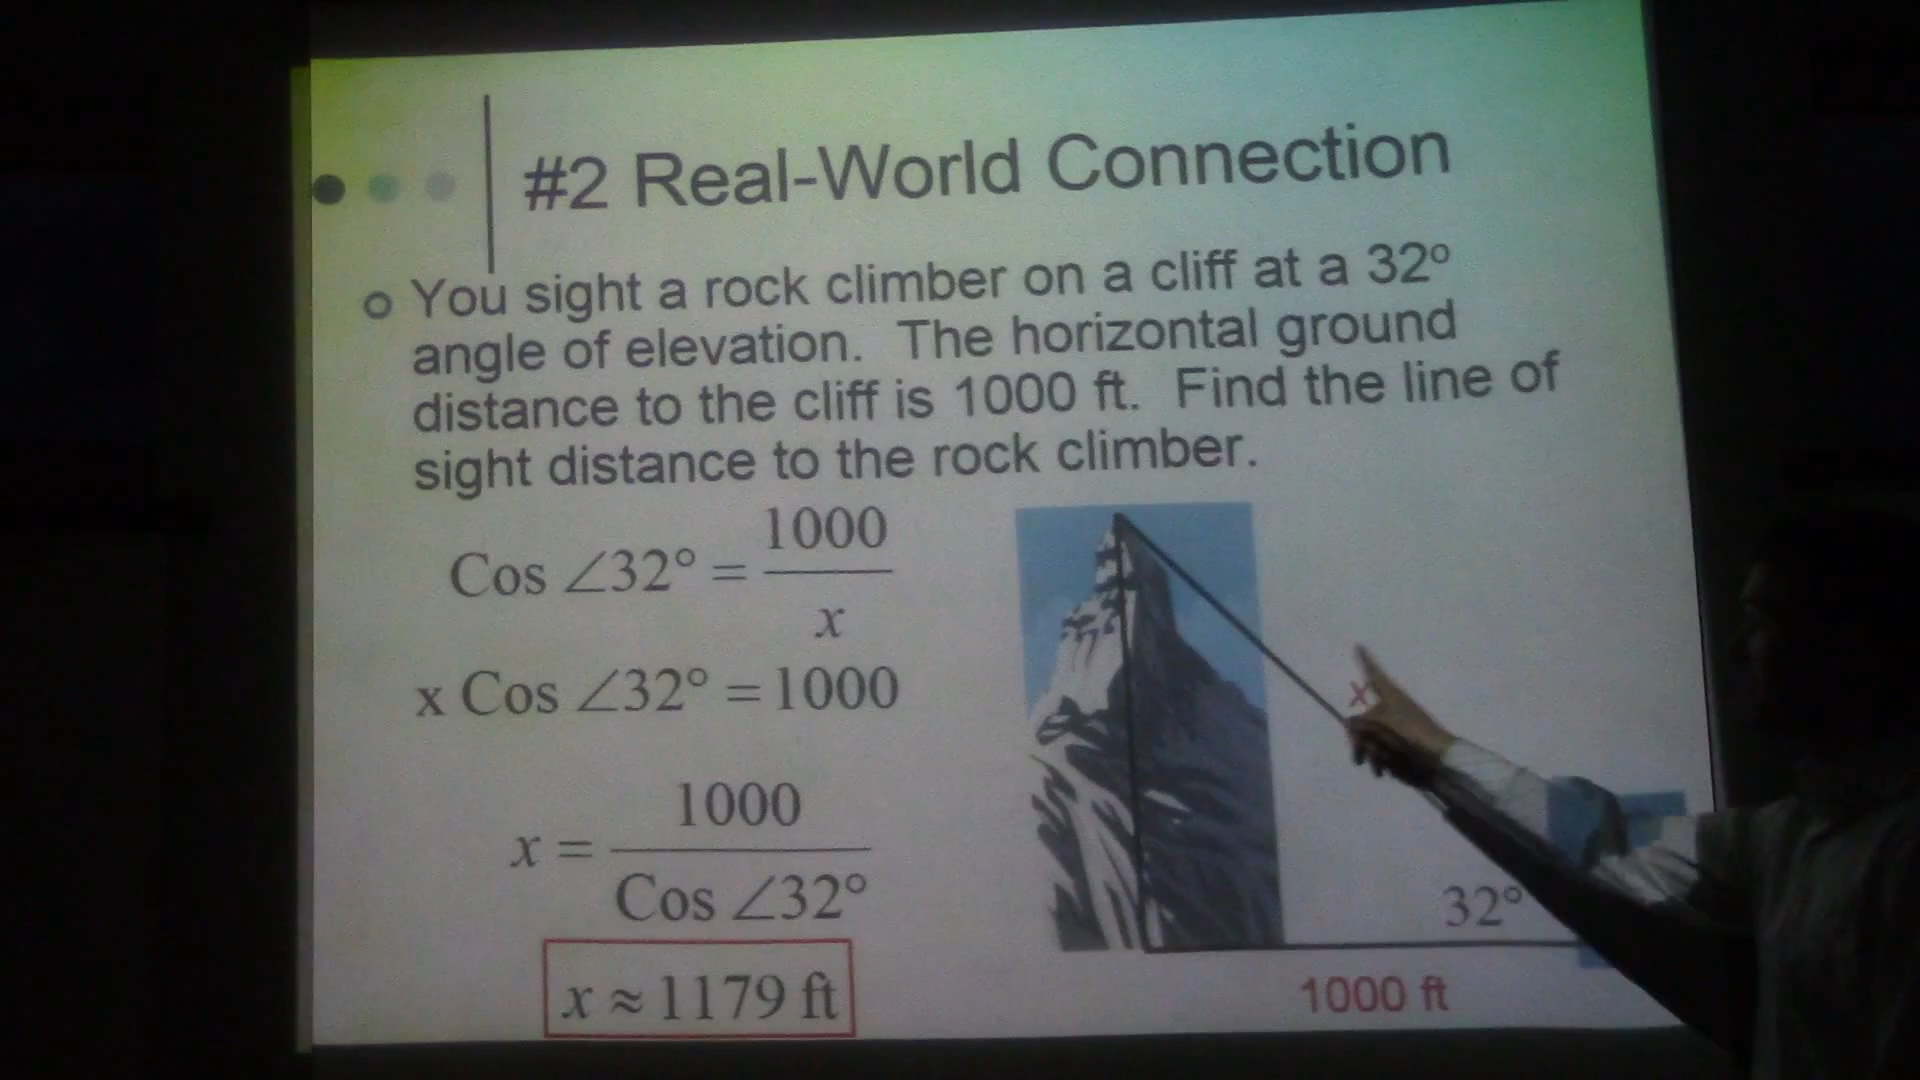 #2 Real-World Connection
You sight a rock climber on a cliff at a 32°
angle of elevation. The horizontal ground
distance to the cliff is 1000 ft. Find the line of
sight distance to the rock climber.
Cos ∠32° = 1000 / x
x Cos ∠32° = 1000
x = 1000 / Cos ∠32°
x ≈ 1179 ft
x
32°
1000 ft